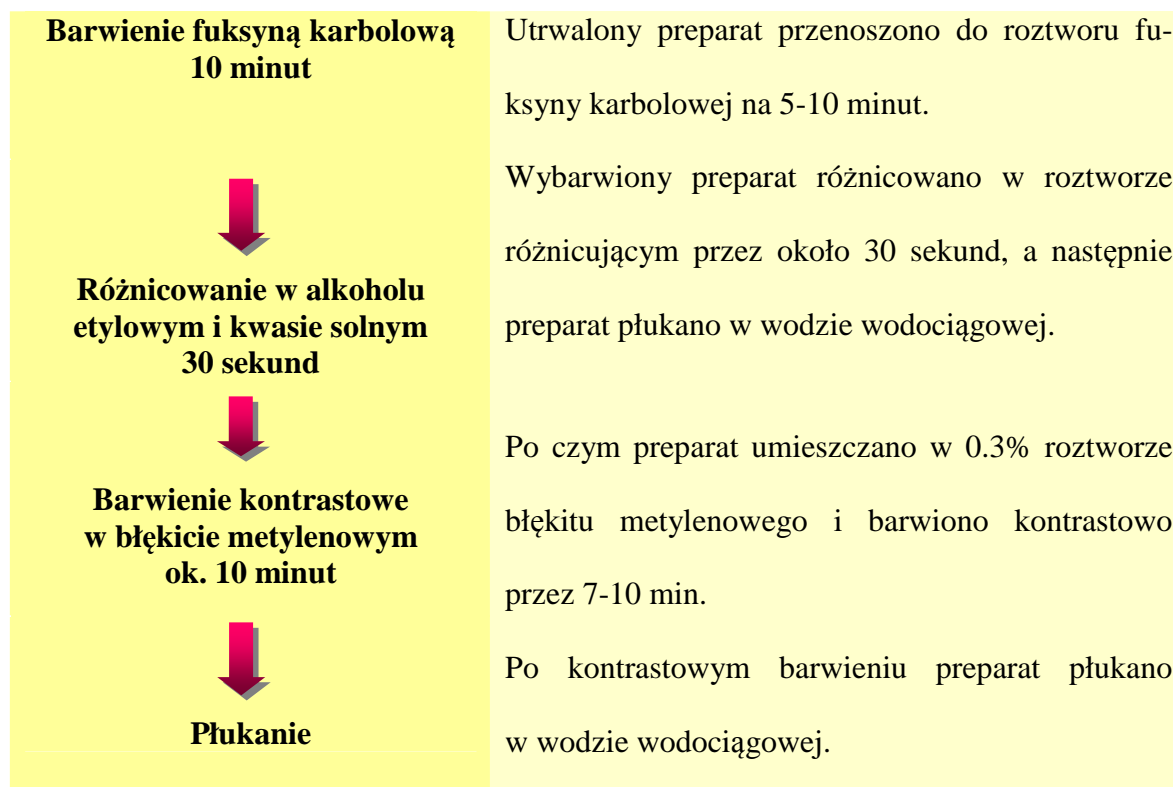 Barwienie fuksyną karbolową
10 minut
Różnicowanie w alkoholu
etylowym i kwasie solnym
30 sekund
Barwienie kontrastowe
w błękicie metylenowym
ok. 10 minut
Płukanie
Utrwalony preparat przenoszono do roztworu fu-
ksyny karbolowej na 5-10 minut.
Wybarwiony preparat różnicowano w roztworze
różnicującym przez około 30 sekund, a następnie
preparat płukano w wodzie wodociągowej.
Po czym preparat umieszczano w 0.3% roztworze
błękitu metylenowego i barwiono kontrastowo
przez 7-10 min.
Po kontrastowym barwieniu preparat płukano
w wodzie wodociągowej.